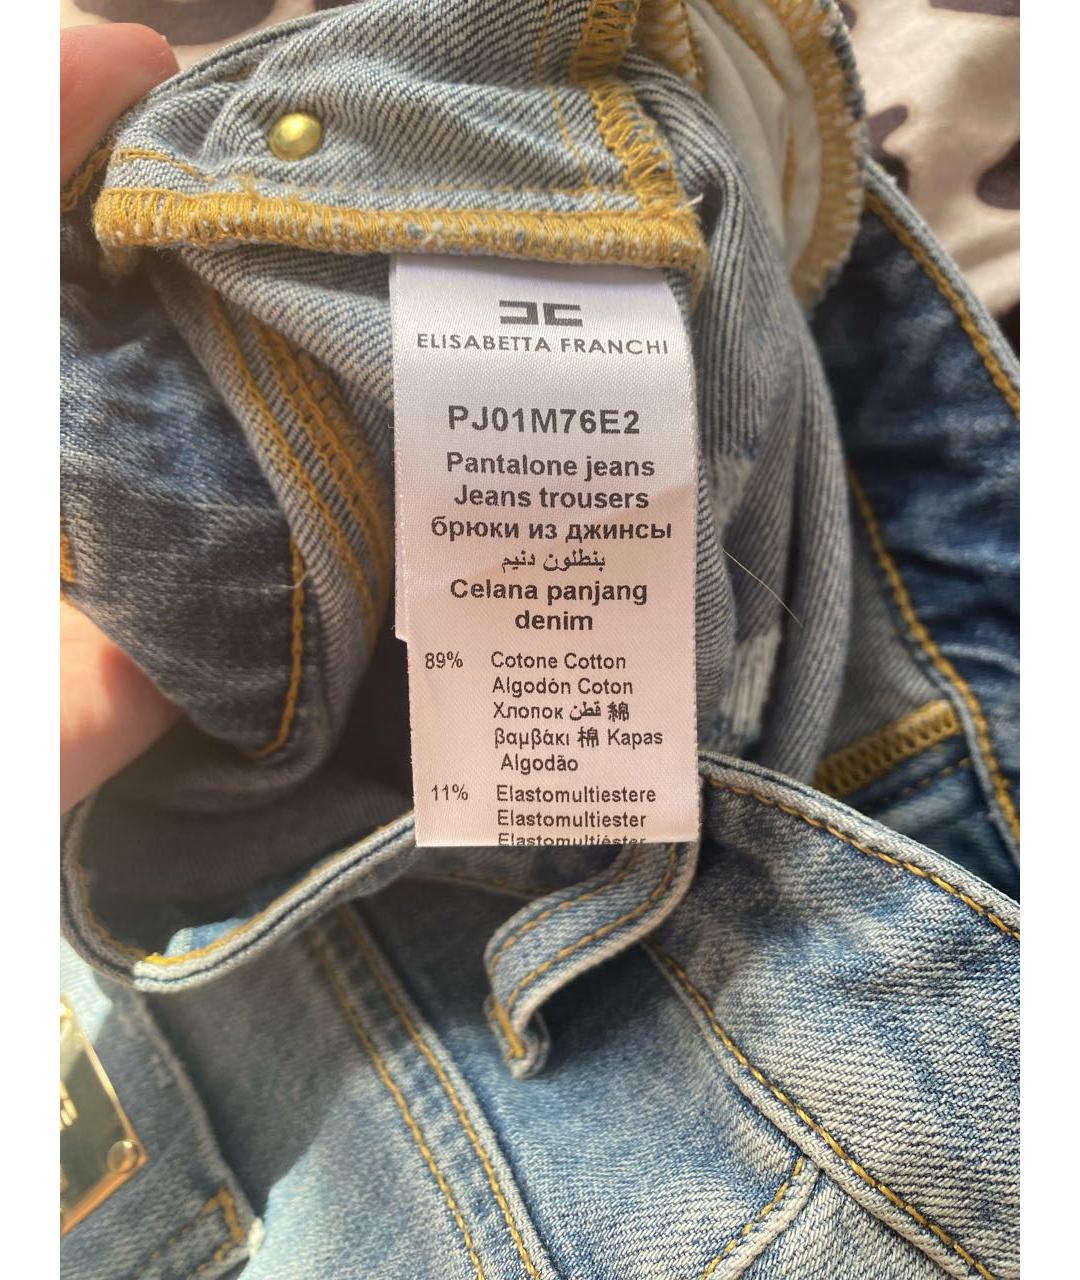 ELISABETTA FRANCHI
PJ01M76E2
Pantalone jeans
Jeans trousers
брюки из джинсы
بنطلون دنيم
Celana panjang
denim
89% Cotone Cotton
Algodón Coton
Хлопок قطن 綿
βαμβάκι 棉 Kapas
Algodão
11% Elastomultiestere
Elastomultiester
Elastomultiéster